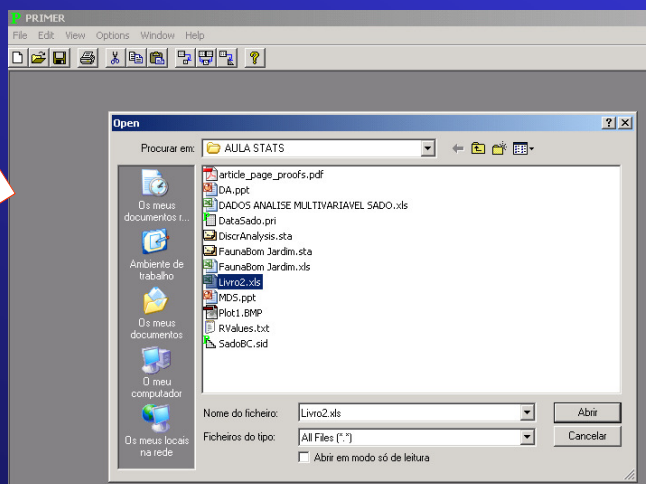 PRIMER
File Edit View Options Window Help
Open
Procurar em: AULA STATS
article_page_proofs.pdf
DA.ppt
DADOS ANALISE MULTIVARIAVEL SADO.xls
DataSado.pri
DiscrAnalysis.sta
FaunaBom Jardim.sta
FaunaBom Jardim.xls
Livro2.xls
MDS.ppt
Plot1.BMP
RValues.txt
SadoBC.sid
Os meus
documentos r...
Ambiente de
trabalho
Os meus
documentos
O meu
computador
Os meus locais
na rede
Nome do ficheiro: Livro2.xls Abrir
Ficheiros do tipo: All Files (*.*) Cancelar
Abrir em modo só de leitura